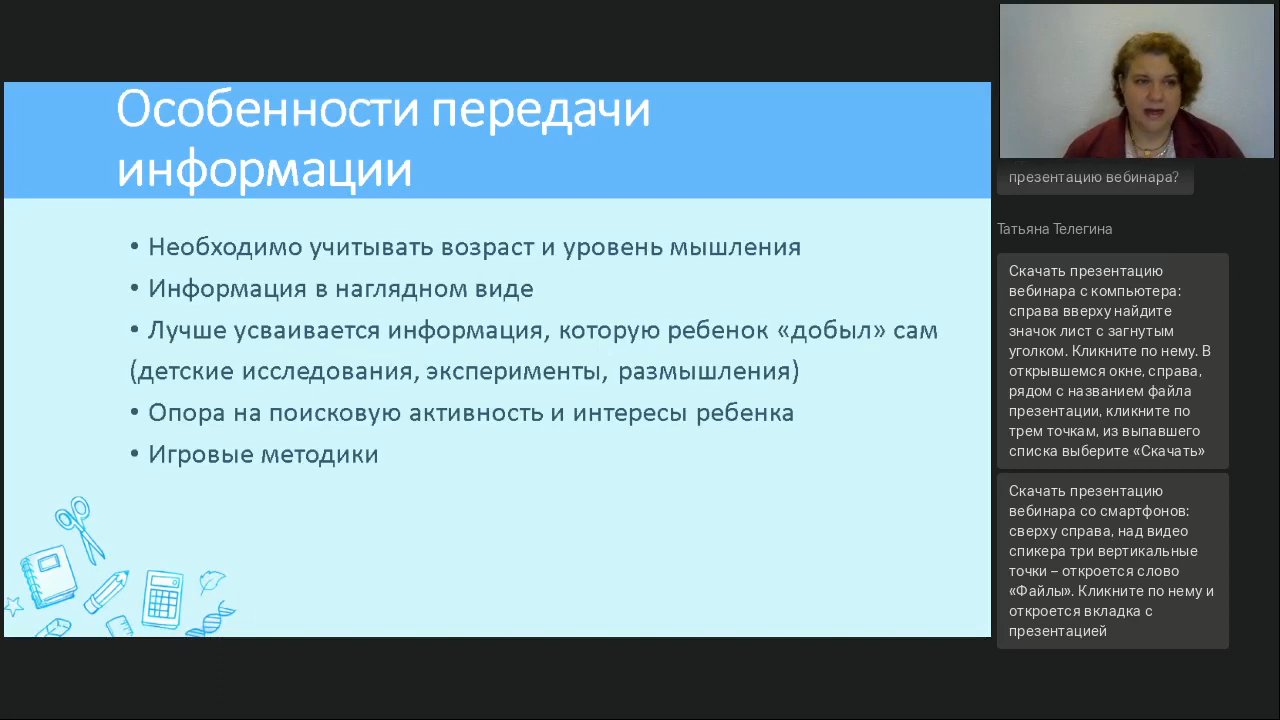 Особенности передачи
информации
• Необходимо учитывать возраст и уровень мышления
• Информация в наглядном виде
• Лучше усваивается информация, которую ребенок «добыл» сам
(детские исследования, эксперименты, размышления)
• Опора на поисковую активность и интересы ребенка
• Игровые методики
презентацию вебинара?
Татьяна Телегина
Скачать презентацию
вебинара с компьютера:
справа вверху найдите
значок лист с загнутым
уголком. Кликните по нему. В
открывшемся окне, справа,
рядом с названием файла
презентации, кликните по
трем точкам, из выпавшего
списка выберите «Скачать»
Скачать презентацию
вебинара со смартфонов:
сверху справа, над видео
спикера три вертикальные
точки – откроется слово
«Файлы». Кликните по нему и
откроется вкладка с
презентацией